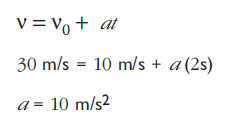 v = v₀ + at
30 m/s = 10 m/s + a (2s)
a = 10 m/s²